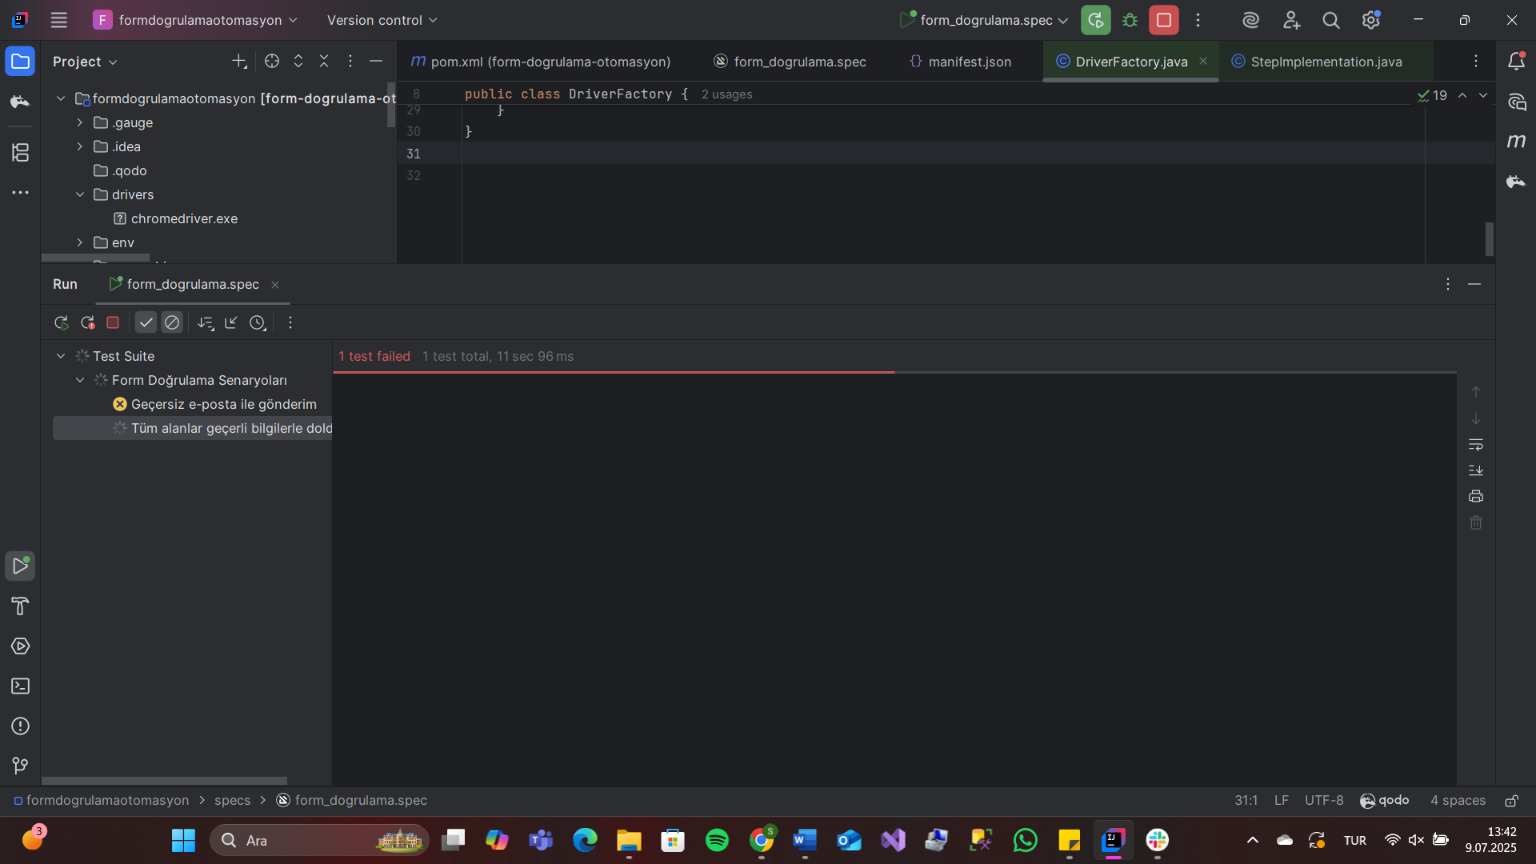 F formdogrulamaotomasyon Version control form_dogrulama.spec
Project pom.xml (form-dogrulama-otomasyon) form_dogrulama.spec manifest.json DriverFactory.java StepImplementation.java
formdogrulamaotomasyon [form-dogrulama-ot
8 public class DriverFactory { 2 usages 19
29 }
.gauge
30 }
.idea
31
.qodo
32
drivers
chromedriver.exe
env
Run form_dogrulama.spec
Test Suite
1 test failed 1 test total, 11 sec 96 ms
Form Doğrulama Senaryoları
Geçersiz e-posta ile gönderim
Tüm alanlar geçerli bilgilerle dold
formdogrulamaotomasyon > specs > form_dogrulama.spec 31:1 LF UTF-8 qodo 4 spaces
3 Ara S TUR 13:42
9.07.2025